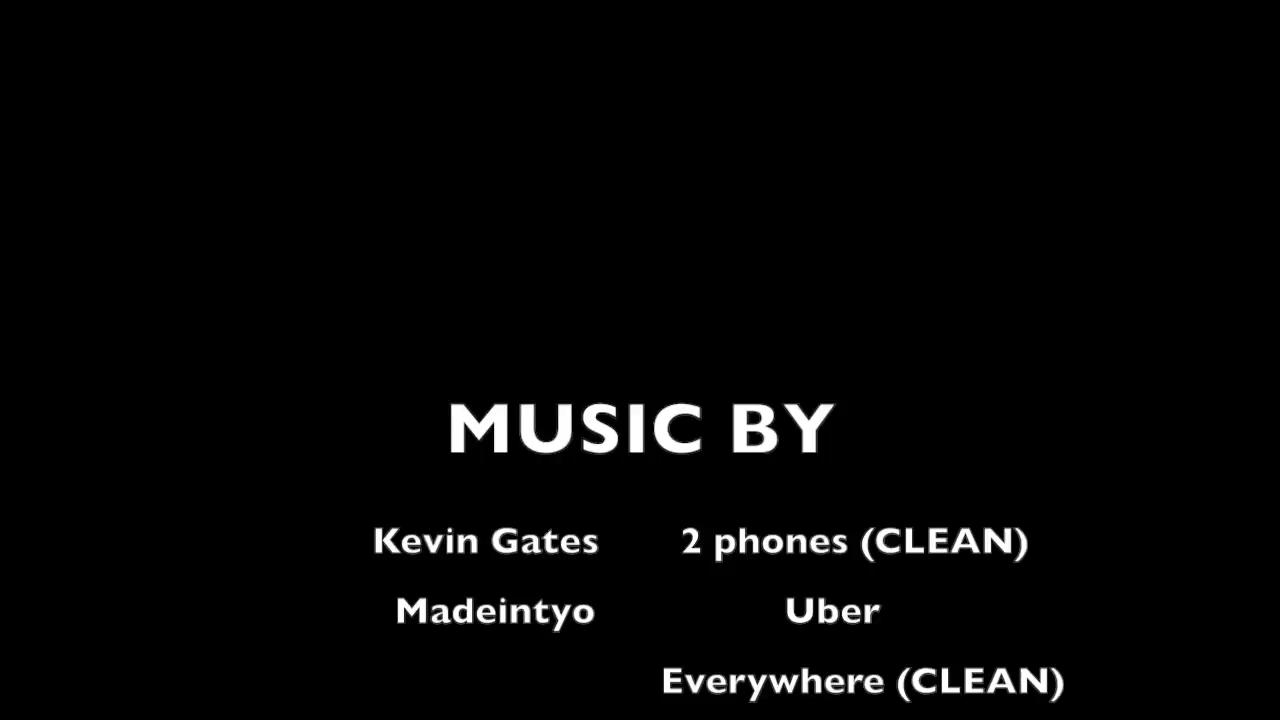 MUSIC BY
Kevin Gates 2 phones (CLEAN)
Madeintyo Uber
Everywhere (CLEAN)